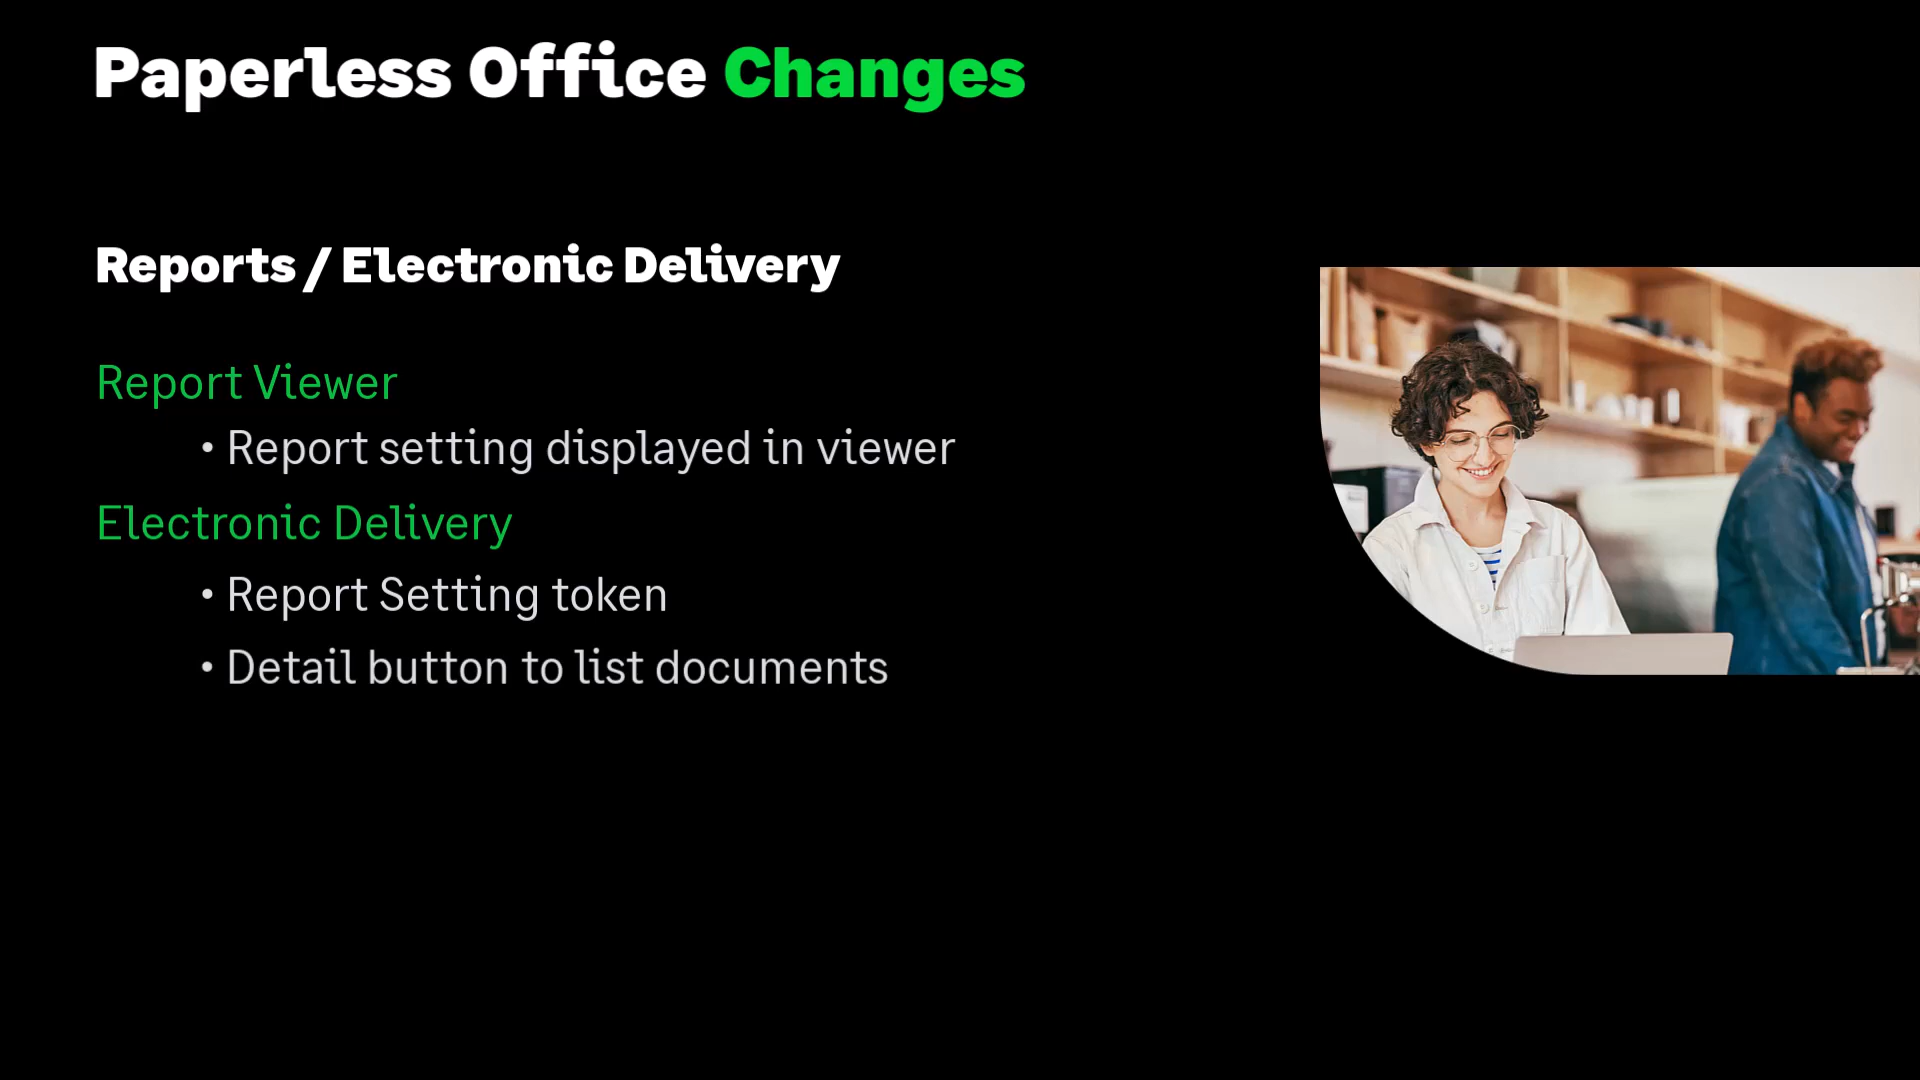 Paperless Office Changes
Reports / Electronic Delivery
Report Viewer
• Report setting displayed in viewer
Electronic Delivery
• Report Setting token
• Detail button to list documents